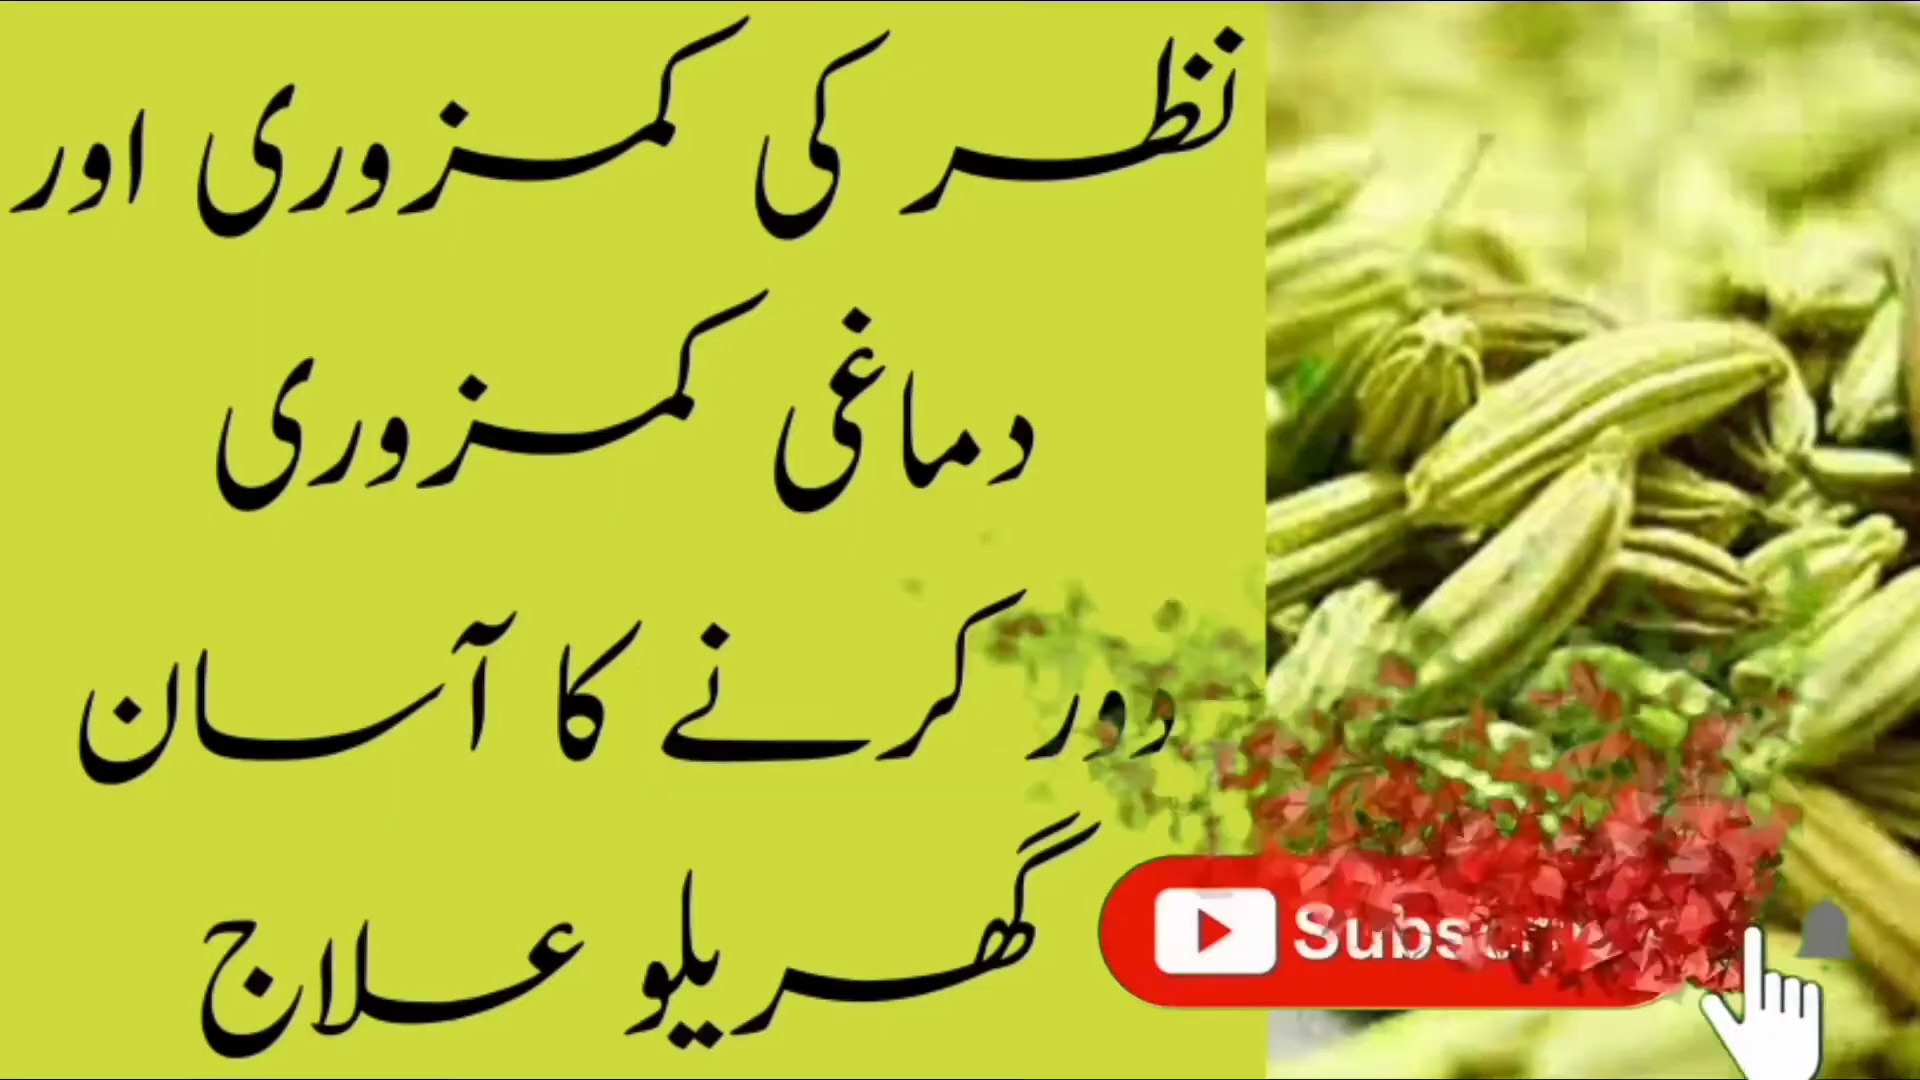 نظر کی کمزوری اور
دماغی کمزوری
دور کرنے کا آسان
گھریلو علاج